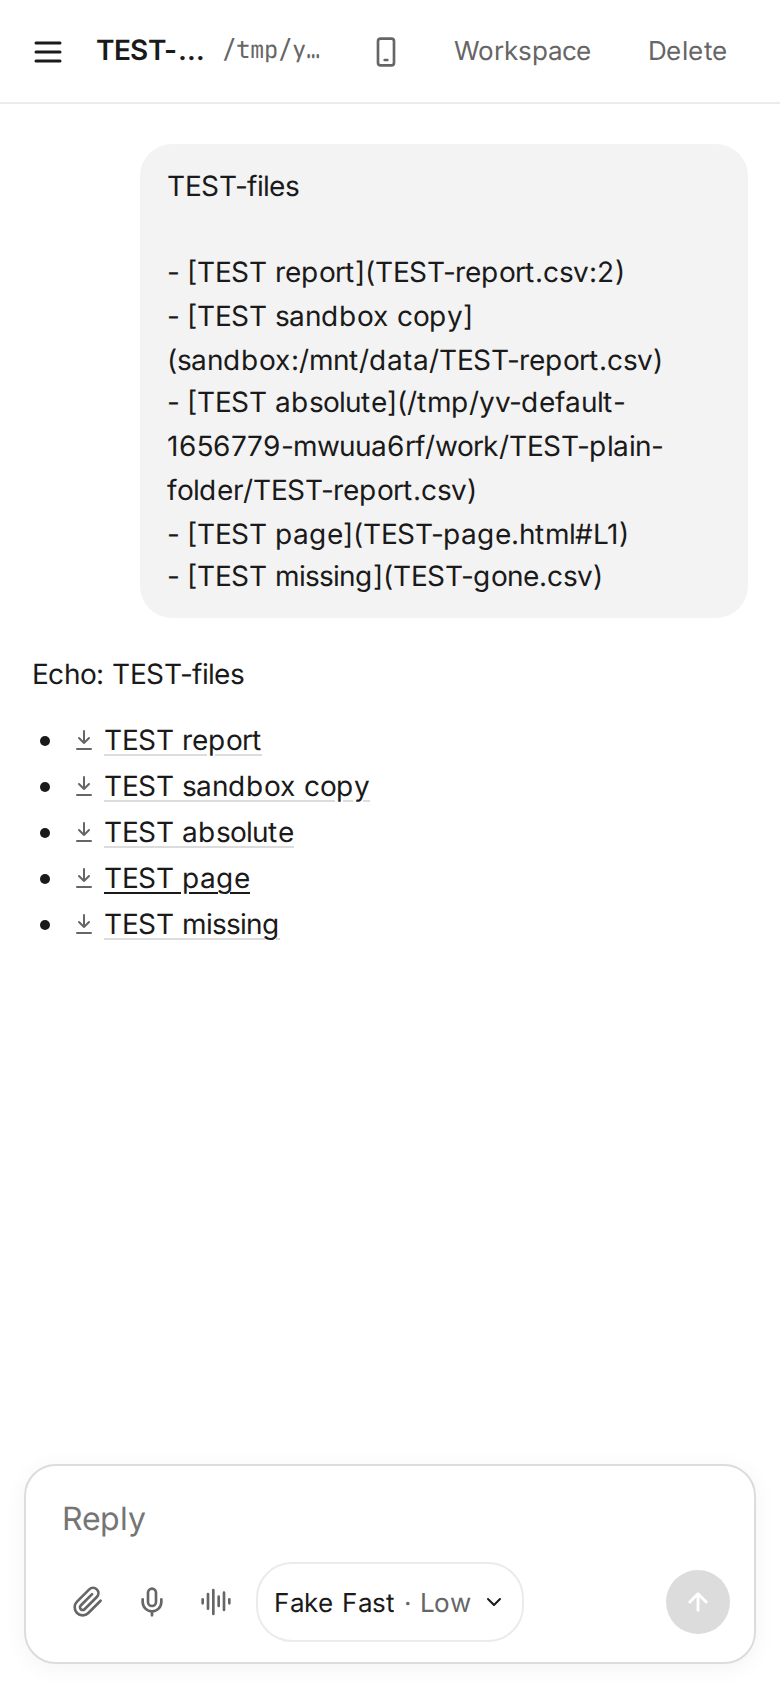 TEST-... /tmp/y… Workspace Delete
TEST-files
- [TEST report](TEST-report.csv:2)
- [TEST sandbox copy]
(sandbox:/mnt/data/TEST-report.csv)
- [TEST absolute](/tmp/yv-default-
1656779-mwuua6rf/work/TEST-plain-
folder/TEST-report.csv)
- [TEST page](TEST-page.html#L1)
- [TEST missing](TEST-gone.csv)
Echo: TEST-files
• TEST report
• TEST sandbox copy
• TEST absolute
• TEST page
• TEST missing
Reply
Fake Fast · Low